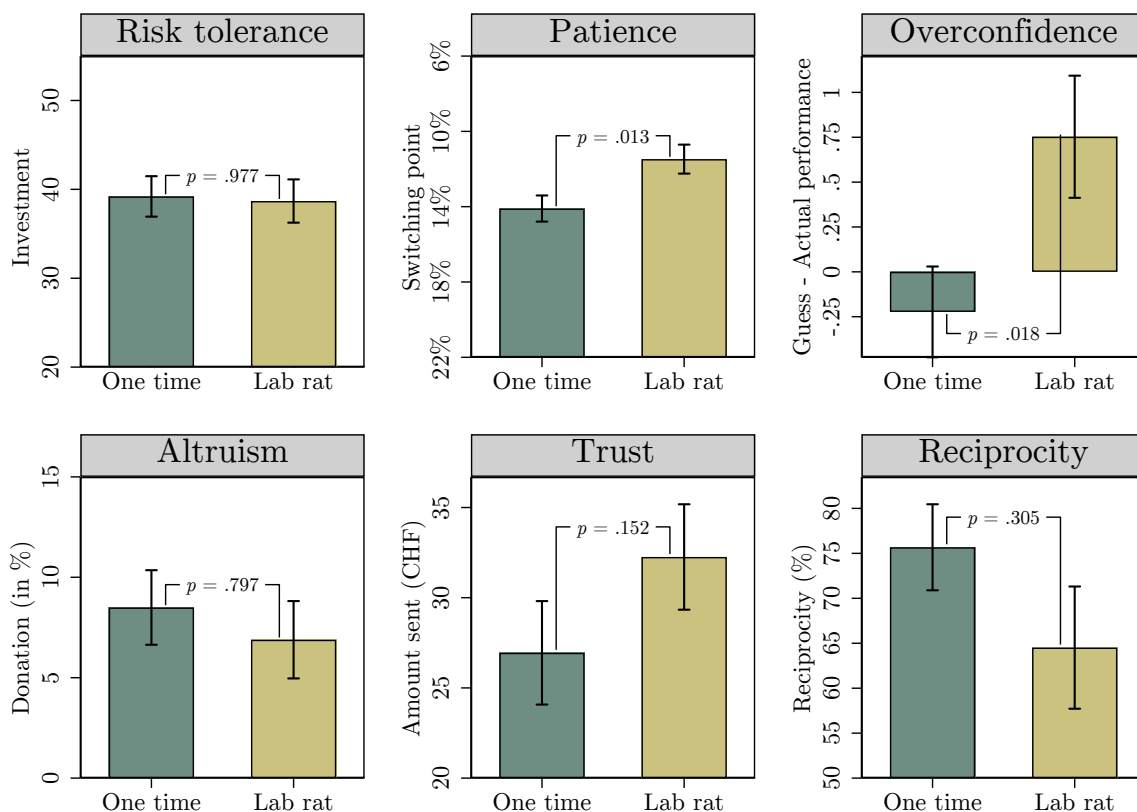 Risk tolerance
Investment
50
40
30
20
p = .977
One time
Lab rat
Patience
Switching point
6%
10%
14%
18%
22%
p = .013
One time
Lab rat
Overconfidence
Guess - Actual performance
1
.75
.5
.25
0
-.25
p = .018
One time
Lab rat
Altruism
Donation (in %)
15
10
5
0
p = .797
One time
Lab rat
Trust
Amount sent (CHF)
35
30
25
20
p = .152
One time
Lab rat
Reciprocity
Reciprocity (%)
80
75
70
65
60
55
50
p = .305
One time
Lab rat